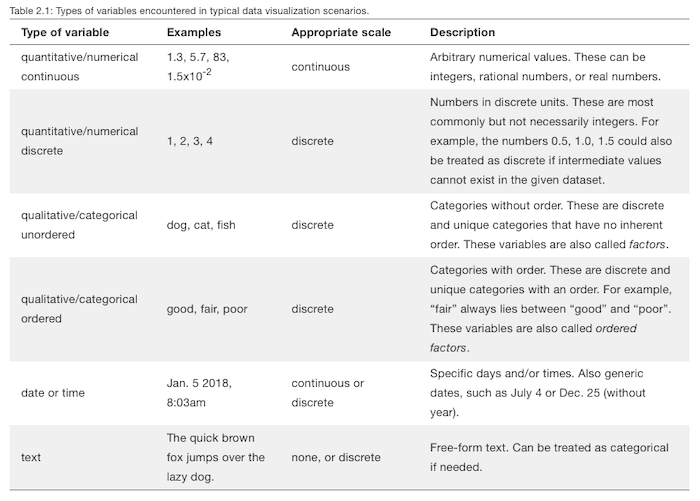 Table 2.1: Types of variables encountered in typical data visualization scenarios.
Type of variable Examples Appropriate scale Description
quantitative/numerical
continuous
1.3, 5.7, 83,
1.5x10-2
continuous
Arbitrary numerical values. These can be
integers, rational numbers, or real numbers.
quantitative/numerical
discrete
1, 2, 3, 4
discrete
Numbers in discrete units. These are most
commonly but not necessarily integers. For
example, the numbers 0.5, 1.0, 1.5 could also
be treated as discrete if intermediate values
cannot exist in the given dataset.
qualitative/categorical
unordered
dog, cat, fish
discrete
Categories without order. These are discrete
and unique categories that have no inherent
order. These variables are also called factors.
qualitative/categorical
ordered
good, fair, poor
discrete
Categories with order. These are discrete and
unique categories with an order. For example,
“fair” always lies between “good” and “poor”.
These variables are also called ordered
factors.
date or time
Jan. 5 2018,
8:03am
continuous or
discrete
Specific days and/or times. Also generic
dates, such as July 4 or Dec. 25 (without
year).
text
The quick brown
fox jumps over the
lazy dog.
none, or discrete
Free-form text. Can be treated as categorical
if needed.